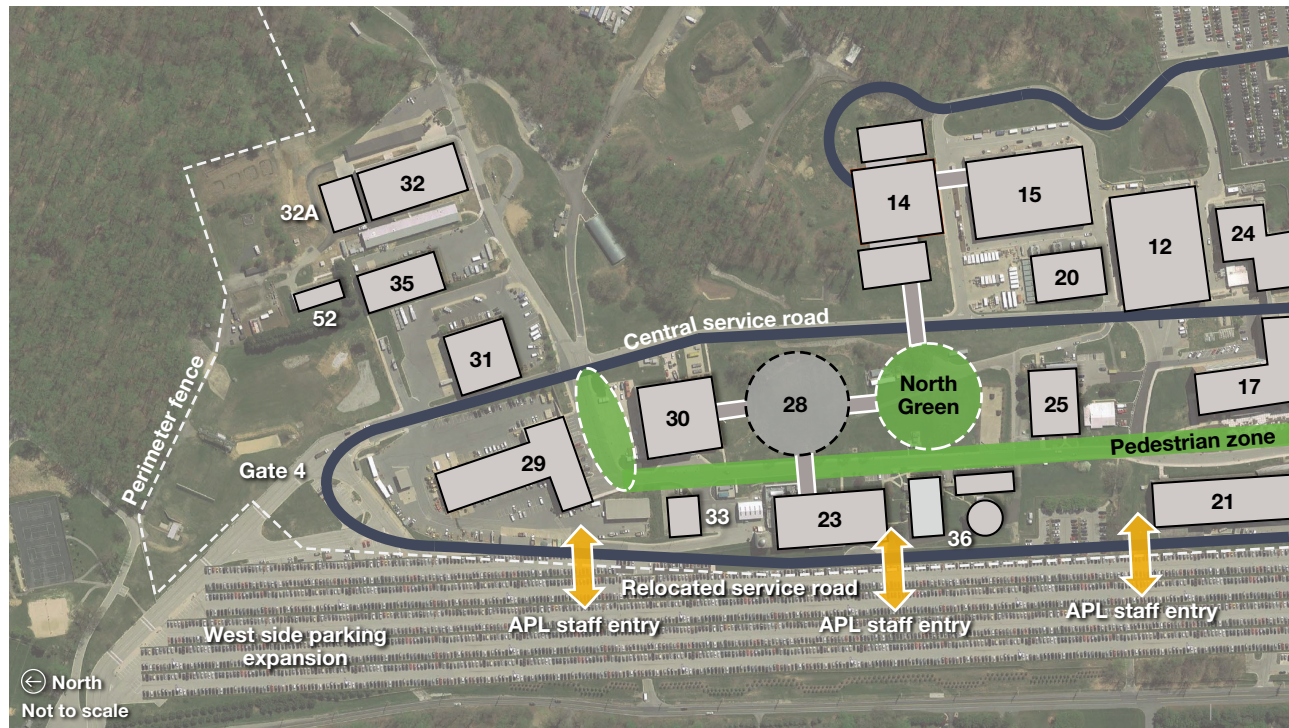 32
32A
14
15
12
24
35
52
20
Central service road
31
30
28
North
Green
25
17
Perimeter fence
Pedestrian zone
Gate 4
29
33
23
36
21
Relocated service road
APL staff entry
APL staff entry
APL staff entry
West side parking
expansion
North
Not to scale